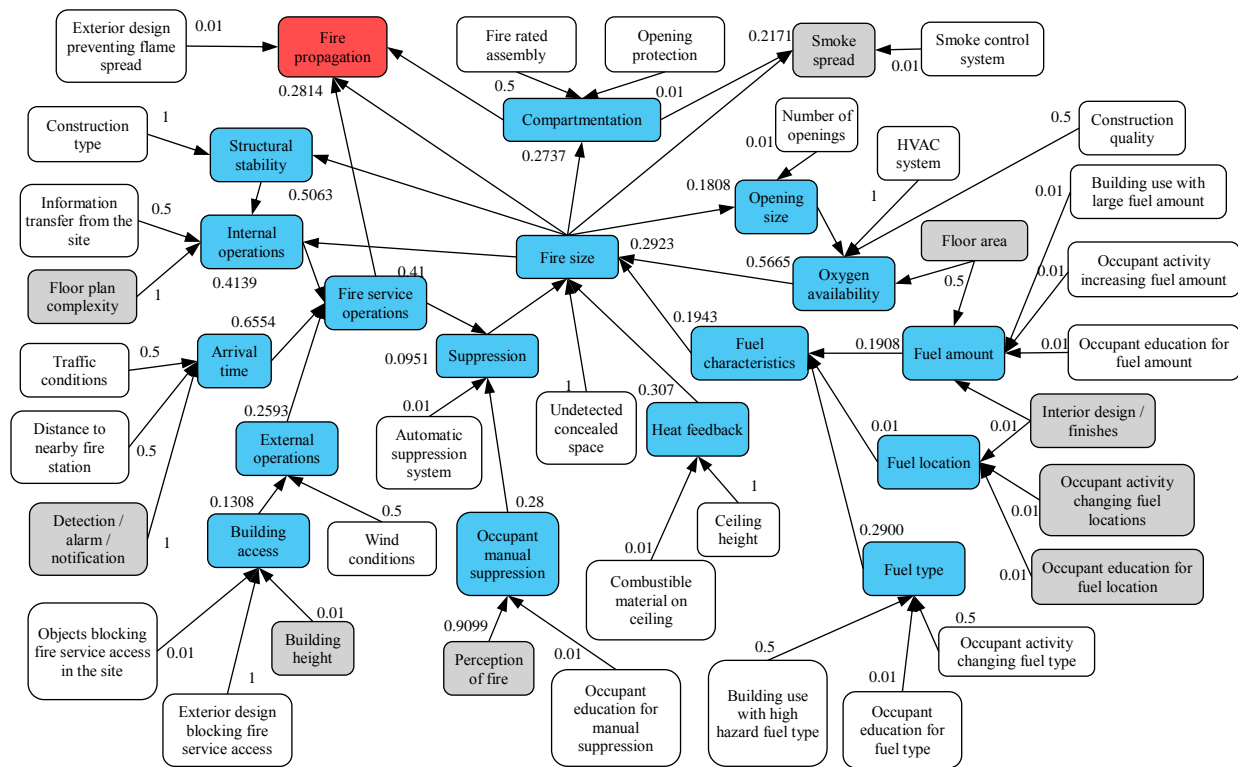 Exterior design
preventing flame
spread
0.01
Fire
propagation
0.2814
Fire rated
assembly
0.5
Opening
protection
0.01
0.2171
Smoke
spread
0.01
Smoke control
system
Construction
type
1
Structural
stability
0.5063
Compartmentation
0.2737
Number of
openings
0.01
HVAC
system
1
0.5
Construction
quality
Information
transfer from the
site
0.5
Internal
operations
0.4139
0.1808
Opening
size
0.01
Building use with
large fuel amount
Floor plan
complexity
1
Fire size
0.2923
0.5665
Oxygen
availability
Floor area
0.5
0.01
Occupant activity
increasing fuel amount
0.41
Fire service
operations
0.6554
Arrival
time
Traffic
conditions
0.5
0.0951
Suppression
0.1943
Fuel
characteristics
0.1908
Fuel amount
0.01
Occupant education for
fuel amount
Distance to
nearby fire
station
0.5
0.2593
External
operations
0.01
Automatic
suppression
system
1
Undetected
concealed
space
0.307
Heat feedback
0.01
Fuel location
0.01
Interior design /
finishes
Detection /
alarm /
notification
1
0.1308
Building
access
0.5
Wind
conditions
0.28
Occupant
manual
suppression
1
Ceiling
height
0.01
Combustible
material on
ceiling
0.2900
Fuel type
0.01
Occupant activity
changing fuel
locations
0.01
Occupant education for
fuel location
Objects blocking
fire service access
in the site
0.01
0.01
Building
height
0.9099
Perception
of fire
0.01
Occupant
education for
manual
suppression
0.5
Building use
with high
hazard fuel type
0.01
Occupant
education for
fuel type
0.5
Occupant activity
changing fuel type
1
Exterior design
blocking fire
service access